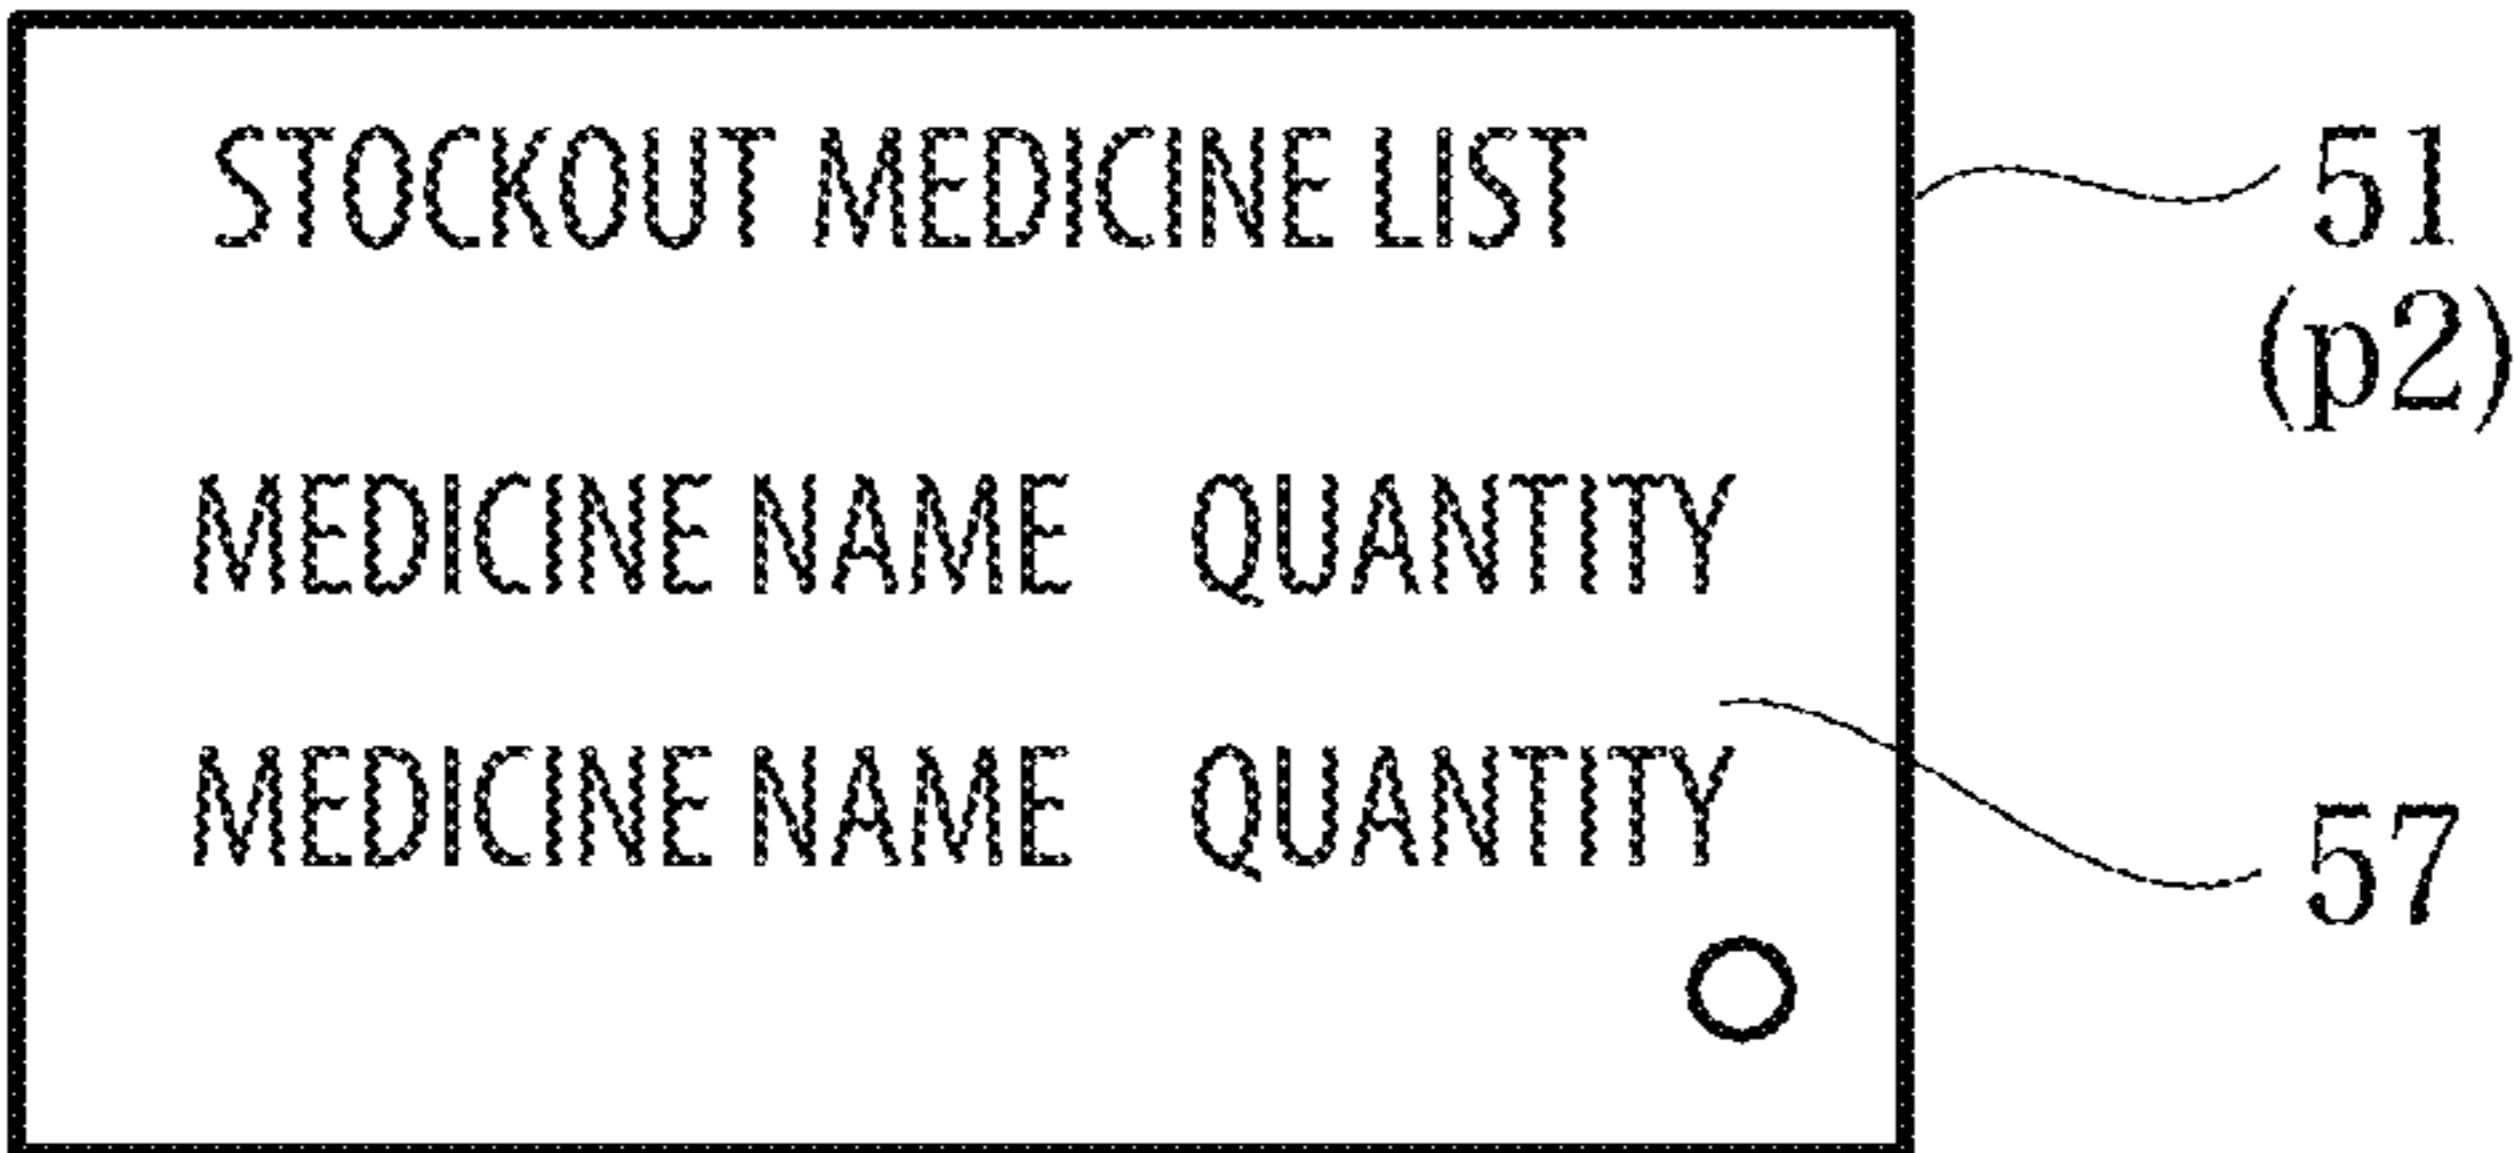 STOCKOUT MEDICINE LIST
51
(p2)
MEDICINE NAME QUANTITY
MEDICINE NAME QUANTITY
57